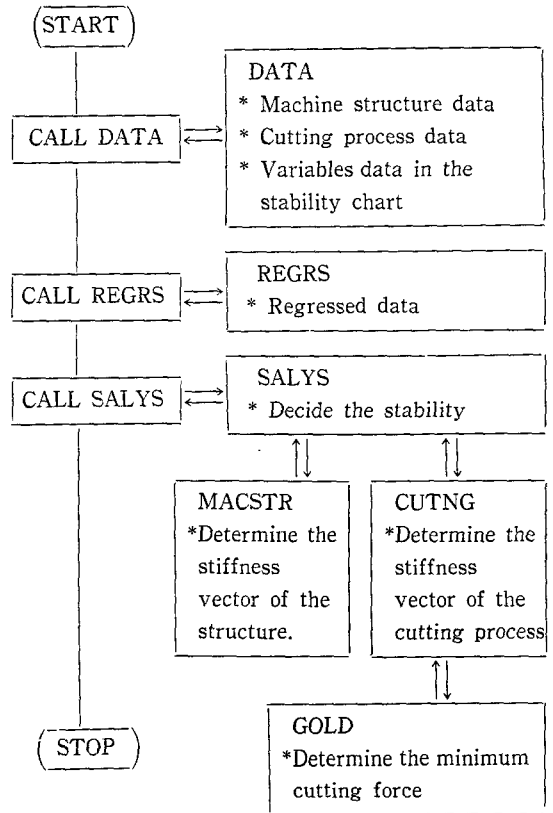 START
DATA
* Machine structure data
* Cutting process data
* Variables data in the
stability chart
CALL DATA
REGRS
* Regressed data
CALL REGRS
SALYS
* Decide the stability
CALL SALYS
MACSTR
*Determine the
stiffness
vector of the
structure.
CUTNG
*Determine the
stiffness
vector of the
cutting process
GOLD
*Determine the minimum
cutting force
STOP